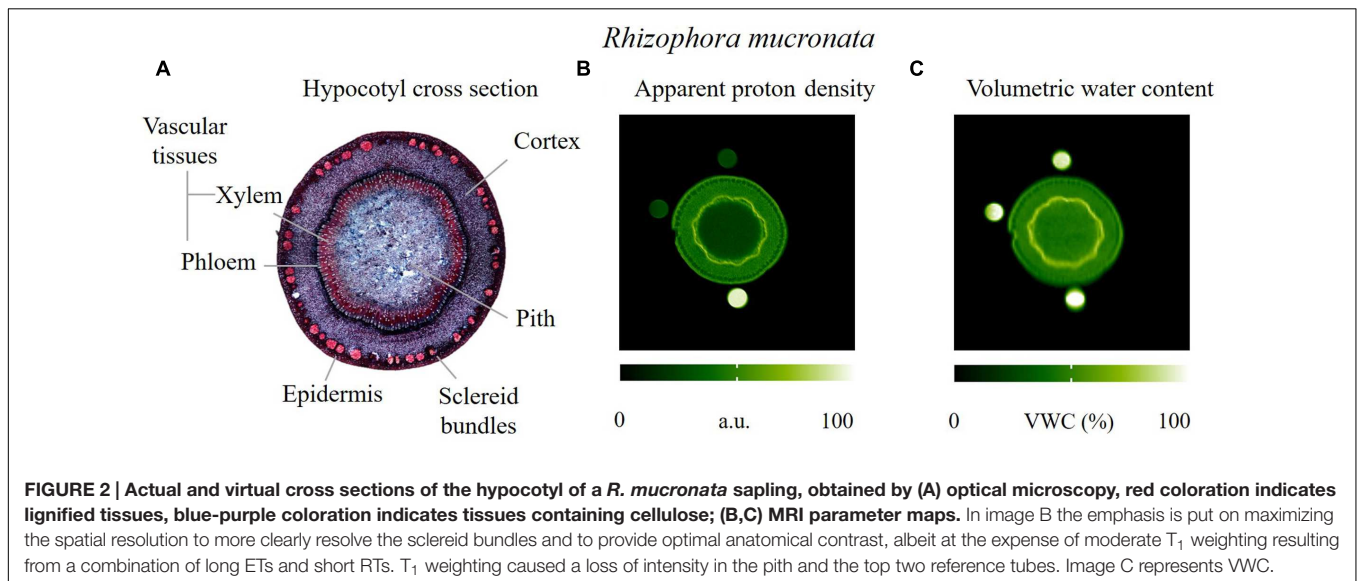 Rhizophora mucronata
A
B
C
Hypocotyl cross section
Apparent proton density
Volumetric water content
Vascular
tissues
Cortex
Xylem
Phloem
Pith
Epidermis
Sclereid
bundles
0 a.u. 100
0 VWC (%) 100
FIGURE 2 | Actual and virtual cross sections of the hypocotyl of a R. mucronata sapling, obtained by (A) optical microscopy, red coloration indicates
lignified tissues, blue-purple coloration indicates tissues containing cellulose; (B,C) MRI parameter maps. In image B the emphasis is put on maximizing
the spatial resolution to more clearly resolve the sclereid bundles and to provide optimal anatomical contrast, albeit at the expense of moderate T₁ weighting resulting
from a combination of long ETs and short RTs. T₁ weighting caused a loss of intensity in the pith and the top two reference tubes. Image C represents VWC.